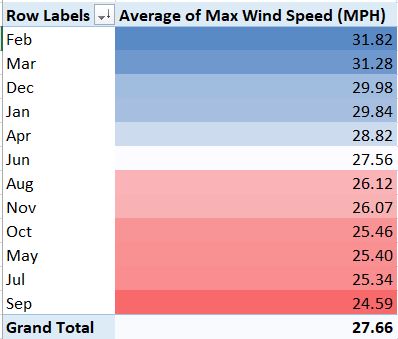 Row Labels Average of Max Wind Speed (MPH)
Feb 31.82
Mar 31.28
Dec 29.98
Jan 29.84
Apr 28.82
Jun 27.56
Aug 26.12
Nov 26.07
Oct 25.46
May 25.40
Jul 25.34
Sep 24.59
Grand Total 27.66